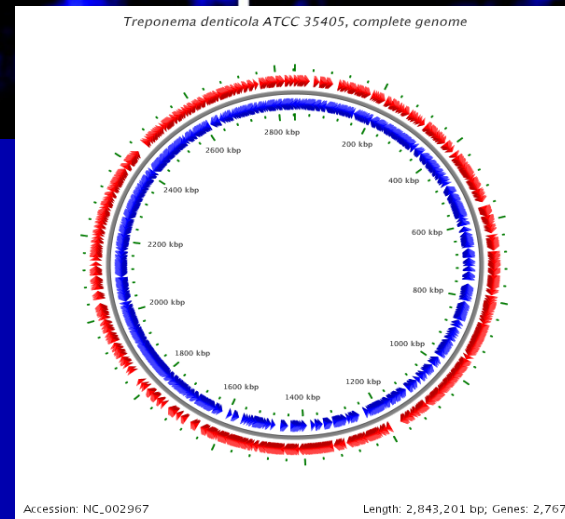 Treponema denticola ATCC 35405, complete genome
2800 kbp
200 kbp
2600 kbp
400 kbp
2400 kbp
600 kbp
2200 kbp
800 kbp
2000 kbp
1000 kbp
1800 kbp
1200 kbp
1600 kbp
1400 kbp
Accession: NC_002967
Length: 2,843,201 bp; Genes: 2,767